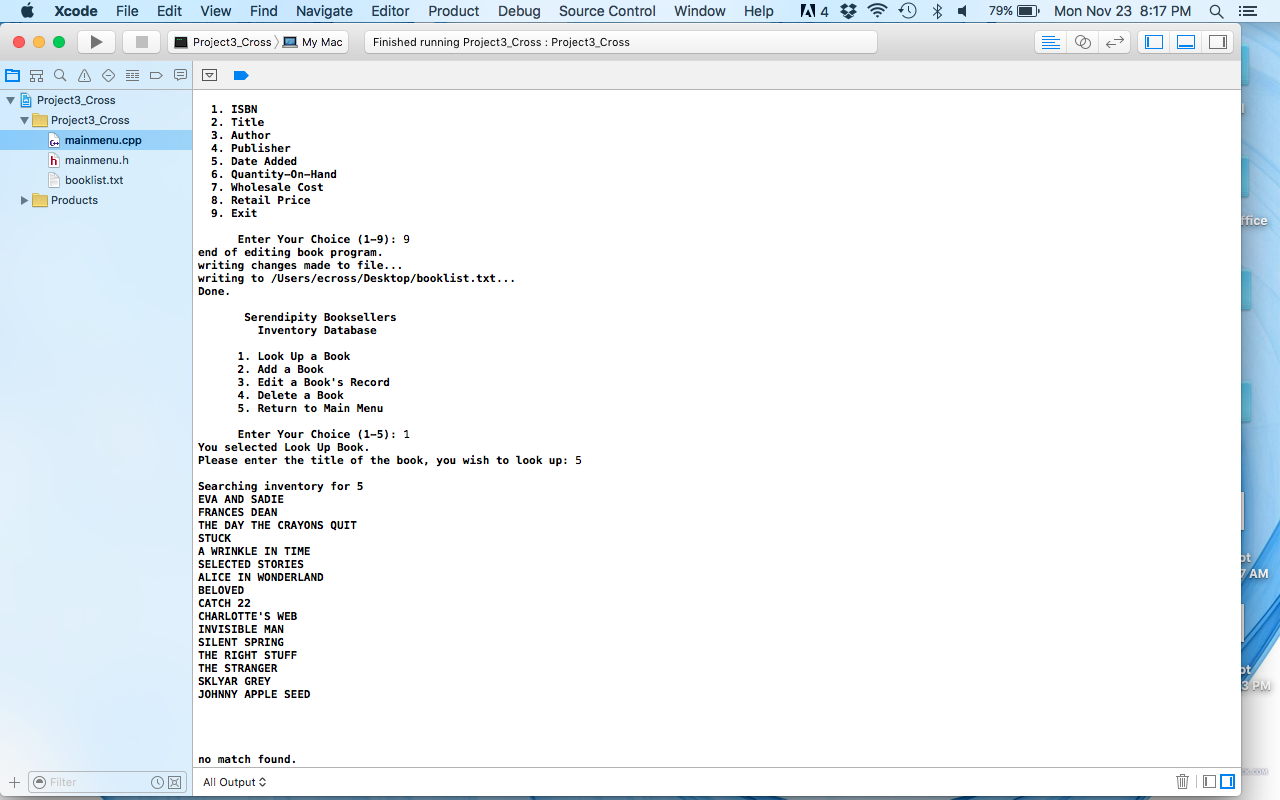 Xcode File Edit View Find Navigate Editor Product Debug Source Control Window Help 4 79% Mon Nov 23 8:17 PM
Project3_Cross My Mac Finished running Project3_Cross : Project3_Cross
Project3_Cross
Project3_Cross
mainmenu.cpp
mainmenu.h
booklist.txt
Products
1. ISBN
2. Title
3. Author
4. Publisher
5. Date Added
6. Quantity-On-Hand
7. Wholesale Cost
8. Retail Price
9. Exit
Enter Your Choice (1-9): 9
end of editing book program.
writing changes made to file...
writing to /Users/ecross/Desktop/booklist.txt...
Done.
Serendipity Booksellers
Inventory Database
1. Look Up a Book
2. Add a Book
3. Edit a Book's Record
4. Delete a Book
5. Return to Main Menu
Enter Your Choice (1-5): 1
You selected Look Up Book.
Please enter the title of the book, you wish to look up: 5
Searching inventory for 5
EVA AND SADIE
FRANCES DEAN
THE DAY THE CRAYONS QUIT
STUCK
A WRINKLE IN TIME
SELECTED STORIES
ALICE IN WONDERLAND
BELOVED
CATCH 22
CHARLOTTE'S WEB
INVISIBLE MAN
SILENT SPRING
THE RIGHT STUFF
THE STRANGER
SKLYAR GREY
JOHNNY APPLE SEED
no match found.
Filter
All Output
ffice
ot
7 AM
ot
3 PM